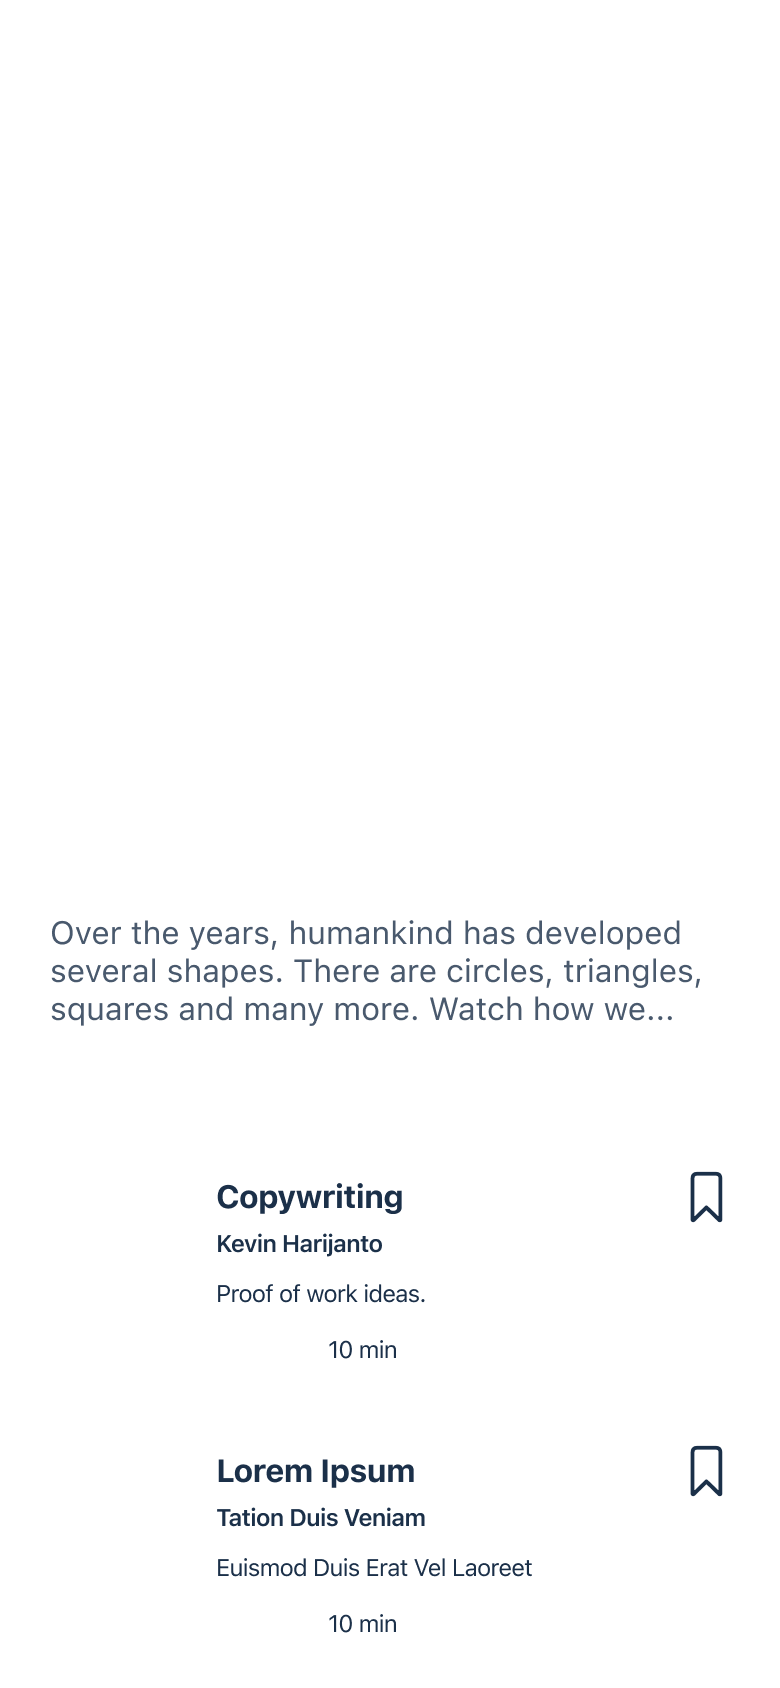 Over the years, humankind has developed
several shapes. There are circles, triangles,
squares and many more. Watch how we...
Copywriting
Kevin Harijanto
Proof of work ideas.
10 min
Lorem Ipsum
Tation Duis Veniam
Euismod Duis Erat Vel Laoreet
10 min